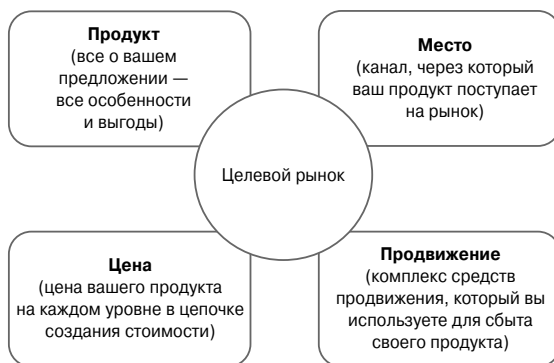 Продукт
(все о вашем
предложении —
все особенности
и выгоды)
Место
(канал, через который
ваш продукт поступает
на рынок)
Целевой рынок
Цена
(цена вашего продукта
на каждом уровне в цепочке
создания стоимости)
Продвижение
(комплекс средств
продвижения, который вы
используете для сбыта
своего продукта)